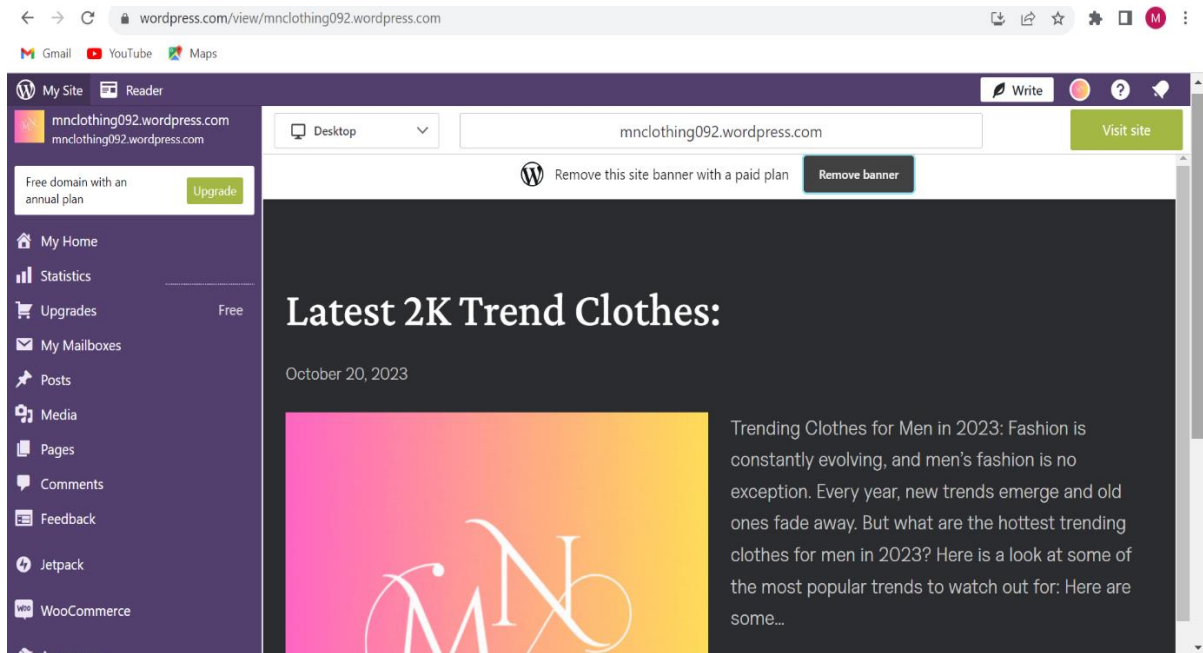 wordpress.com/view/mnclothing092.wordpress.com
M
Gmail YouTube Maps
My Site Reader Write
mnclothing092.wordpress.com
mnclothing092.wordpress.com
Desktop mnclothing092.wordpress.com Visit site
Remove this site banner with a paid plan Remove banner
Free domain with an
annual plan
Upgrade
My Home
Statistics
Upgrades Free
My Mailboxes
Posts
Media
Pages
Comments
Feedback
Jetpack
WooCommerce
Latest 2K Trend Clothes:
October 20, 2023
MN
Trending Clothes for Men in 2023: Fashion is
constantly evolving, and men’s fashion is no
exception. Every year, new trends emerge and old
ones fade away. But what are the hottest trending
clothes for men in 2023? Here is a look at some of
the most popular trends to watch out for: Here are
some…